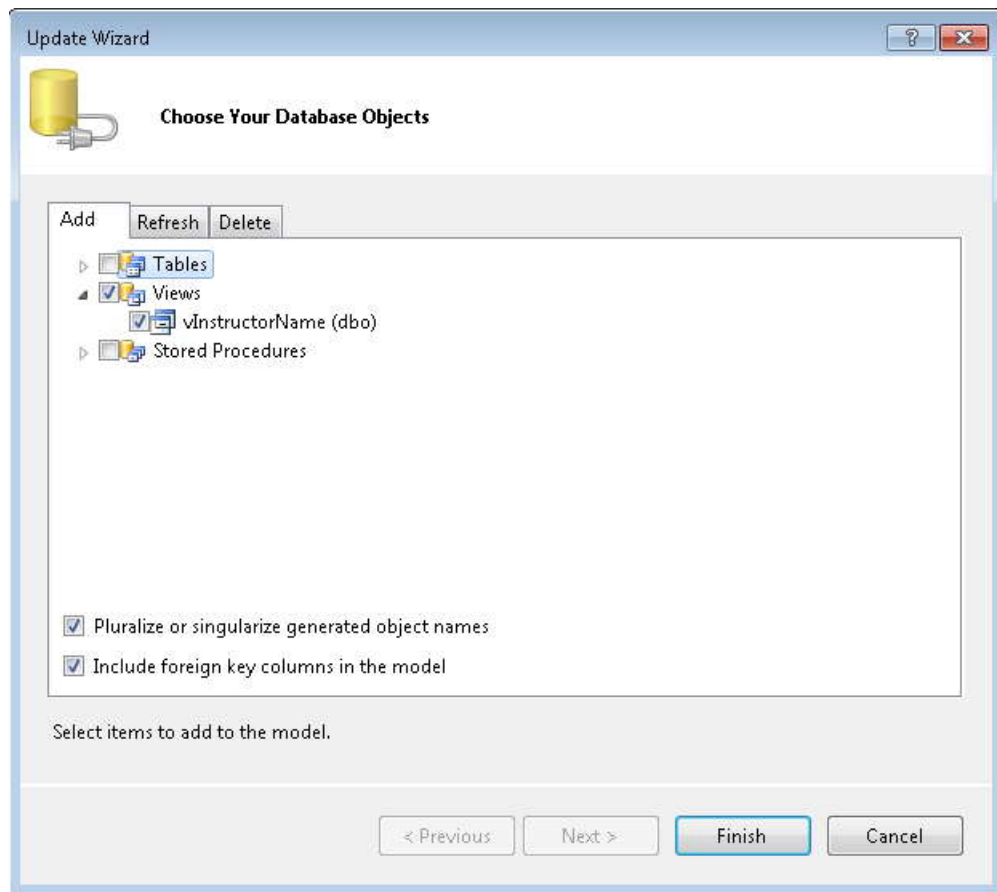 Update Wizard
Choose Your Database Objects
Add Refresh Delete
Tables
Views
vInstructorName (dbo)
Stored Procedures
Pluralize or singularize generated object names
Include foreign key columns in the model
Select items to add to the model.
< Previous Next > Finish Cancel